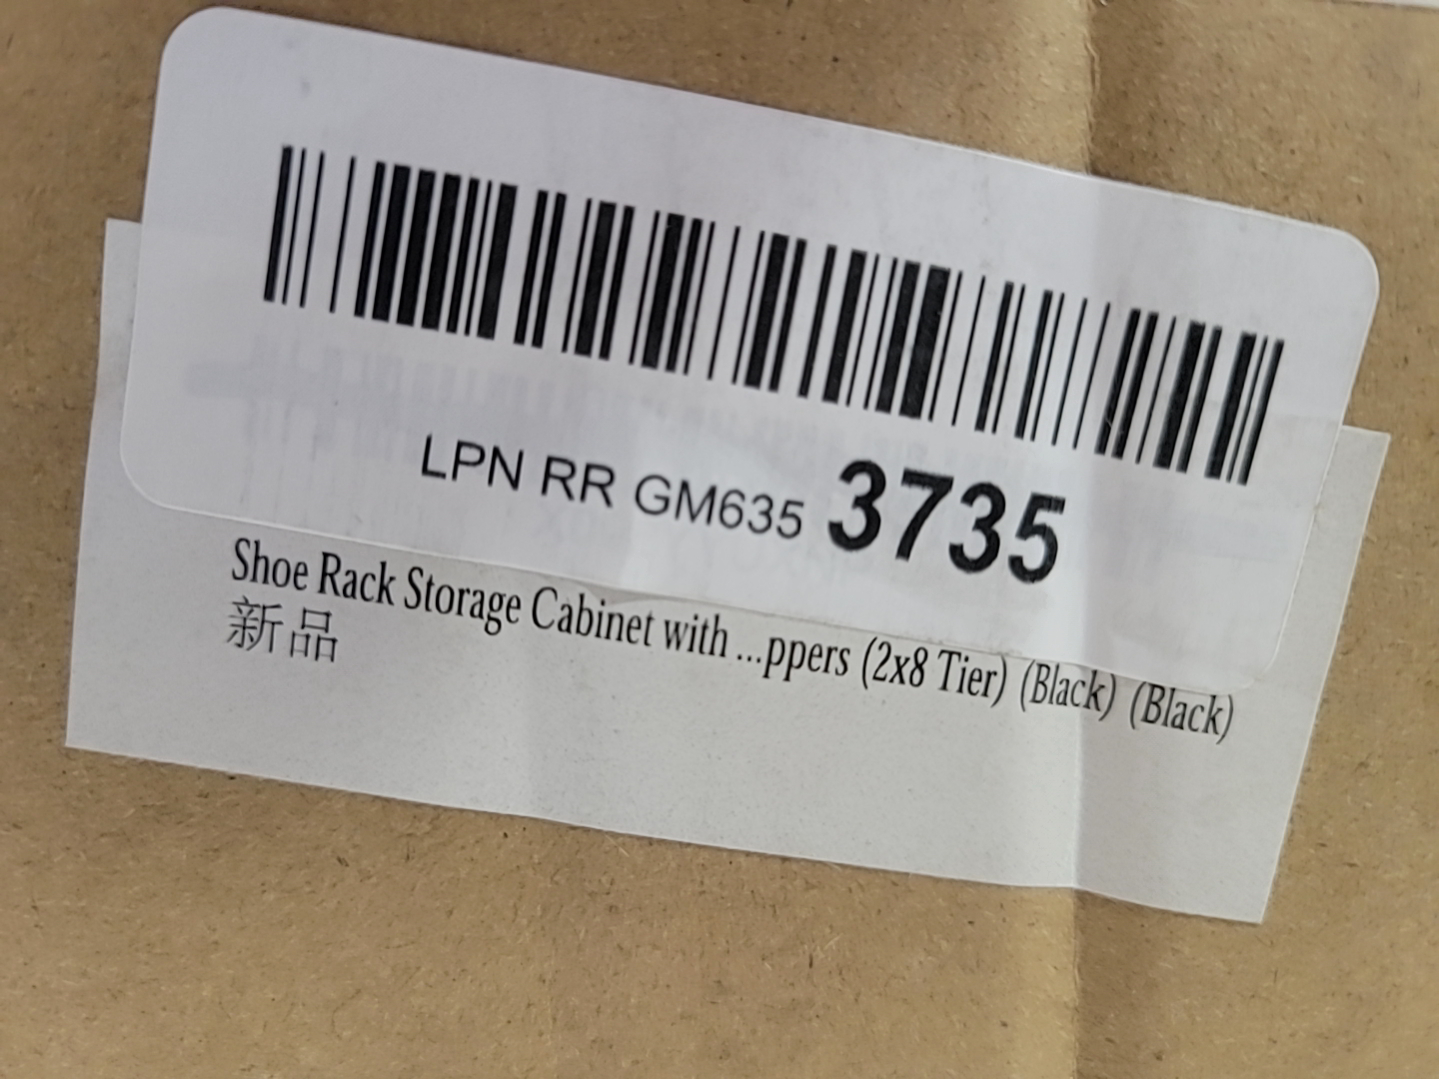 LPN RR GM635 3735
Shoe Rack Storage Cabinet with ...ppers (2x8 Tier) (Black) (Black)
新品